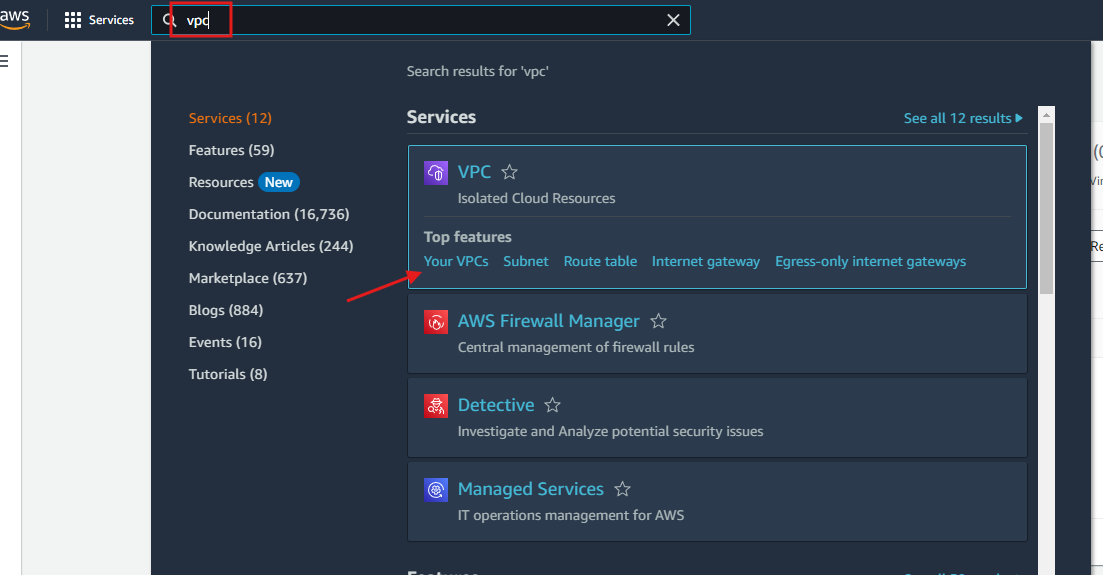 aws
Services
vpc
Search results for 'vpc'
Services (12)
Features (59)
Resources New
Documentation (16,736)
Knowledge Articles (244)
Marketplace (637)
Blogs (884)
Events (16)
Tutorials (8)
Services
See all 12 results
VPC
Isolated Cloud Resources
Top features
Your VPCs Subnet Route table Internet gateway Egress-only internet gateways
AWS Firewall Manager
Central management of firewall rules
Detective
Investigate and Analyze potential security issues
Managed Services
IT operations management for AWS